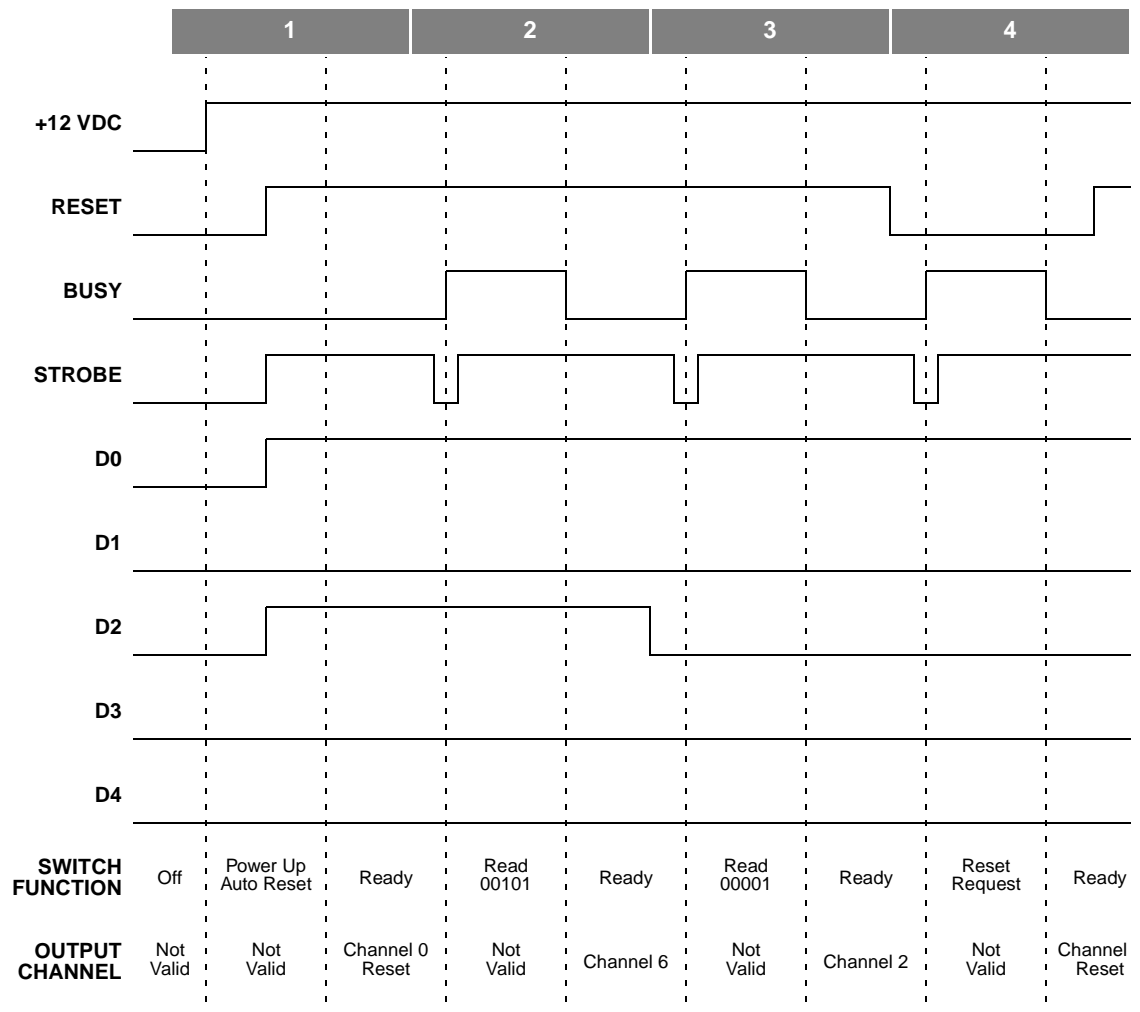 1 2 3 4
+12 VDC
RESET
BUSY
STROBE
D0
D1
D2
D3
D4
SWITCH
FUNCTION
Off
Power Up
Auto Reset
Ready
Read
00101
Ready
Read
00001
Ready
Reset
Request
Ready
OUTPUT
CHANNEL
Not
Valid
Not
Valid
Channel 0
Reset
Not
Valid
Channel 6
Not
Valid
Channel 2
Not
Valid
Channel
Reset